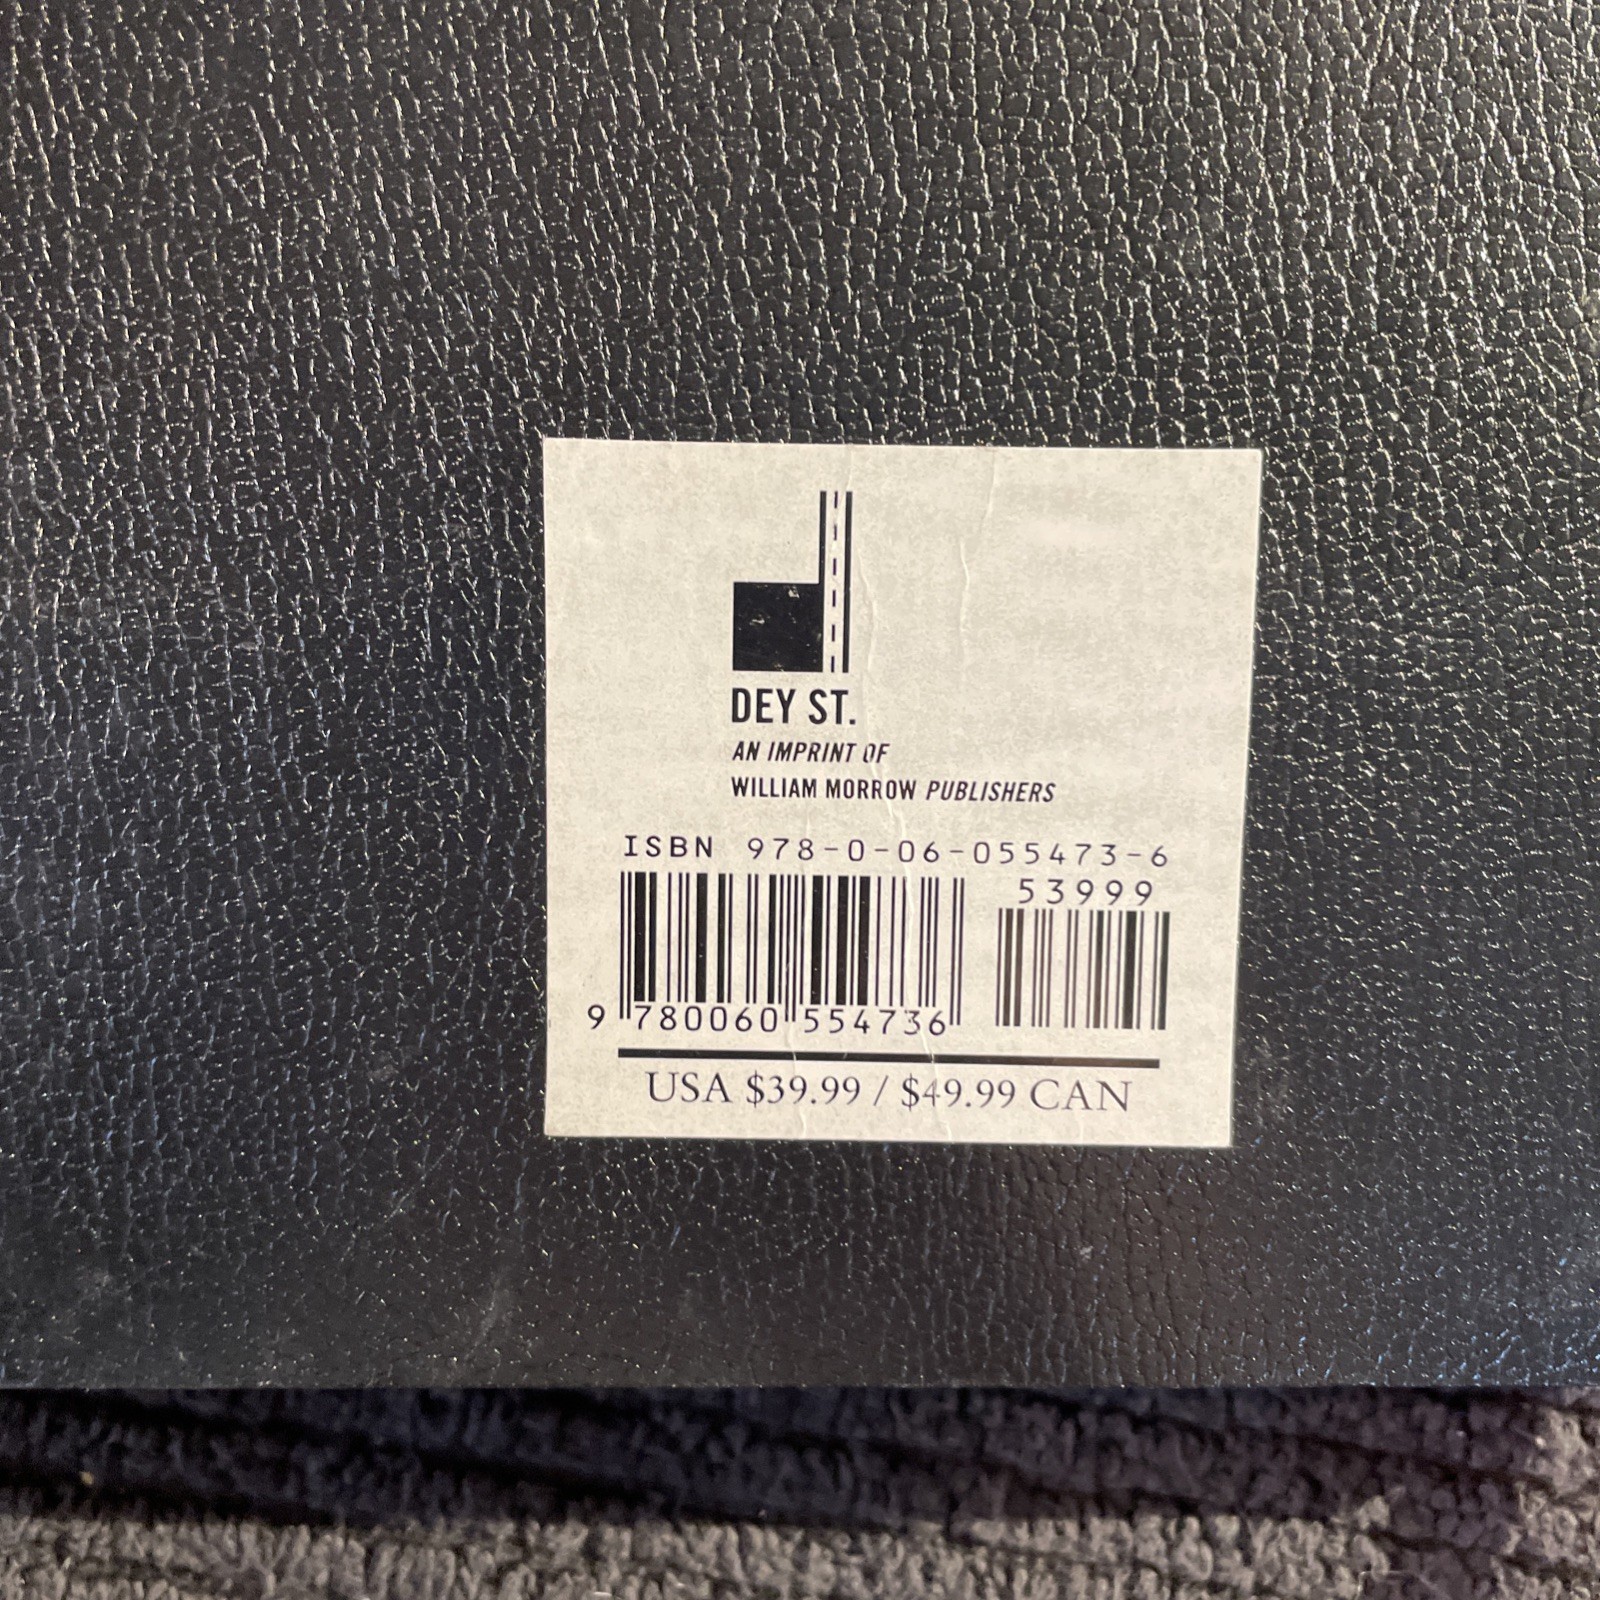 DEY ST.
AN IMPRINT OF
WILLIAM MORROW PUBLISHERS
ISBN 978-0-06-055473-6
53999
9 780060 554736
USA $39.99 / $49.99 CAN